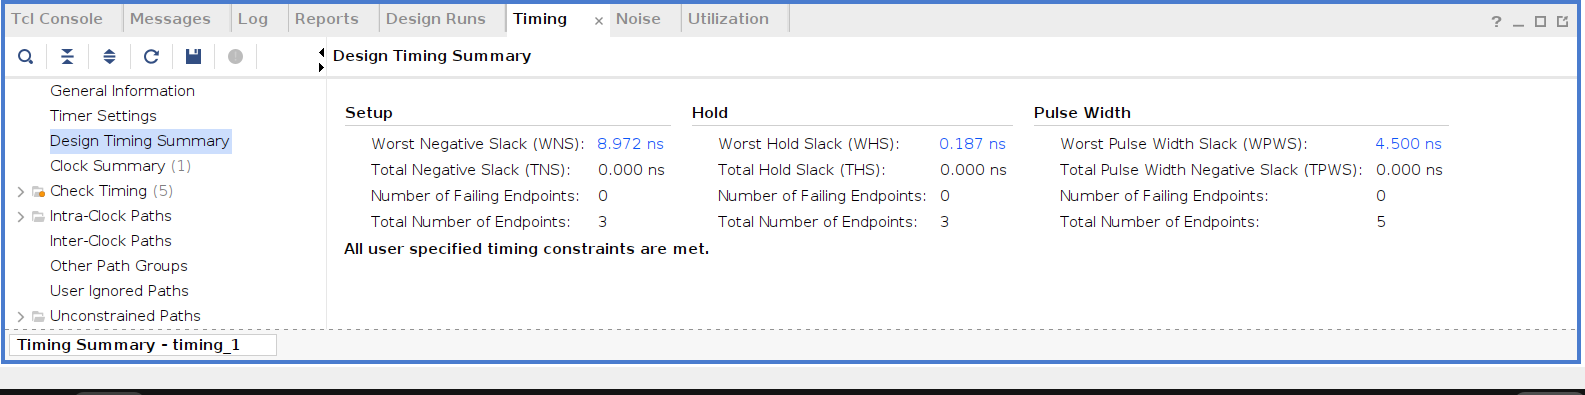 Tcl Console Messages Log Reports Design Runs Timing × Noise Utilization ?
Design Timing Summary
General Information
Timer Settings
Design Timing Summary
Clock Summary (1)
Check Timing (5)
Intra-Clock Paths
Inter-Clock Paths
Other Path Groups
User Ignored Paths
Unconstrained Paths
Setup Hold Pulse Width
Worst Negative Slack (WNS): 8.972 ns Worst Hold Slack (WHS): 0.187 ns Worst Pulse Width Slack (WPWS): 4.500 ns
Total Negative Slack (TNS): 0.000 ns Total Hold Slack (THS): 0.000 ns Total Pulse Width Negative Slack (TPWS): 0.000 ns
Number of Failing Endpoints: 0 Number of Failing Endpoints: 0 Number of Failing Endpoints: 0
Total Number of Endpoints: 3 Total Number of Endpoints: 3 Total Number of Endpoints: 5
All user specified timing constraints are met.
Timing Summary - timing_1